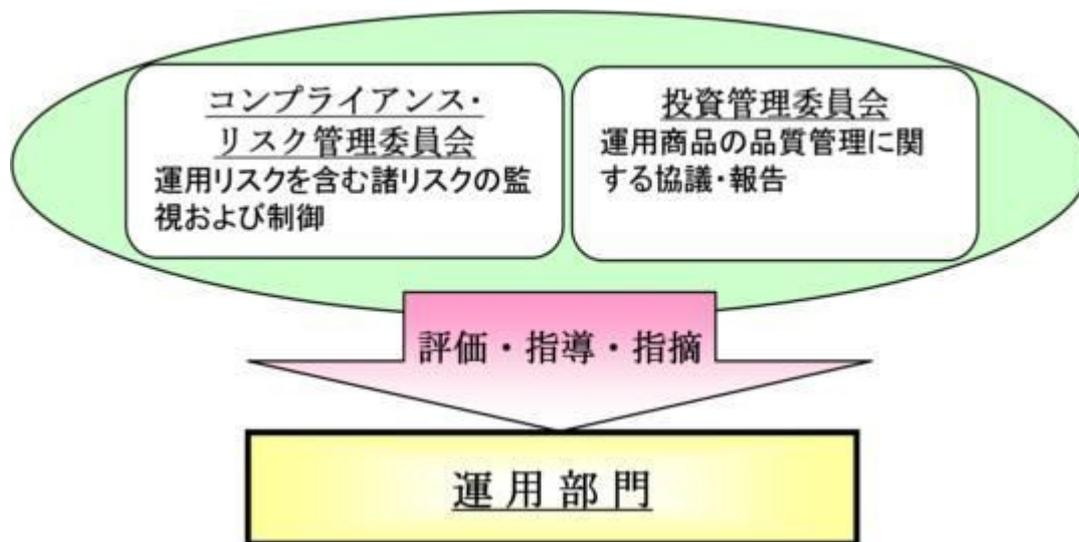 コンプライアンス・
リスク管理委員会
運用リスクを含む諸リスクの監
視および制御
投資管理委員会
運用商品の品質管理に関
する協議・報告
評価・指導・指摘
運用部門